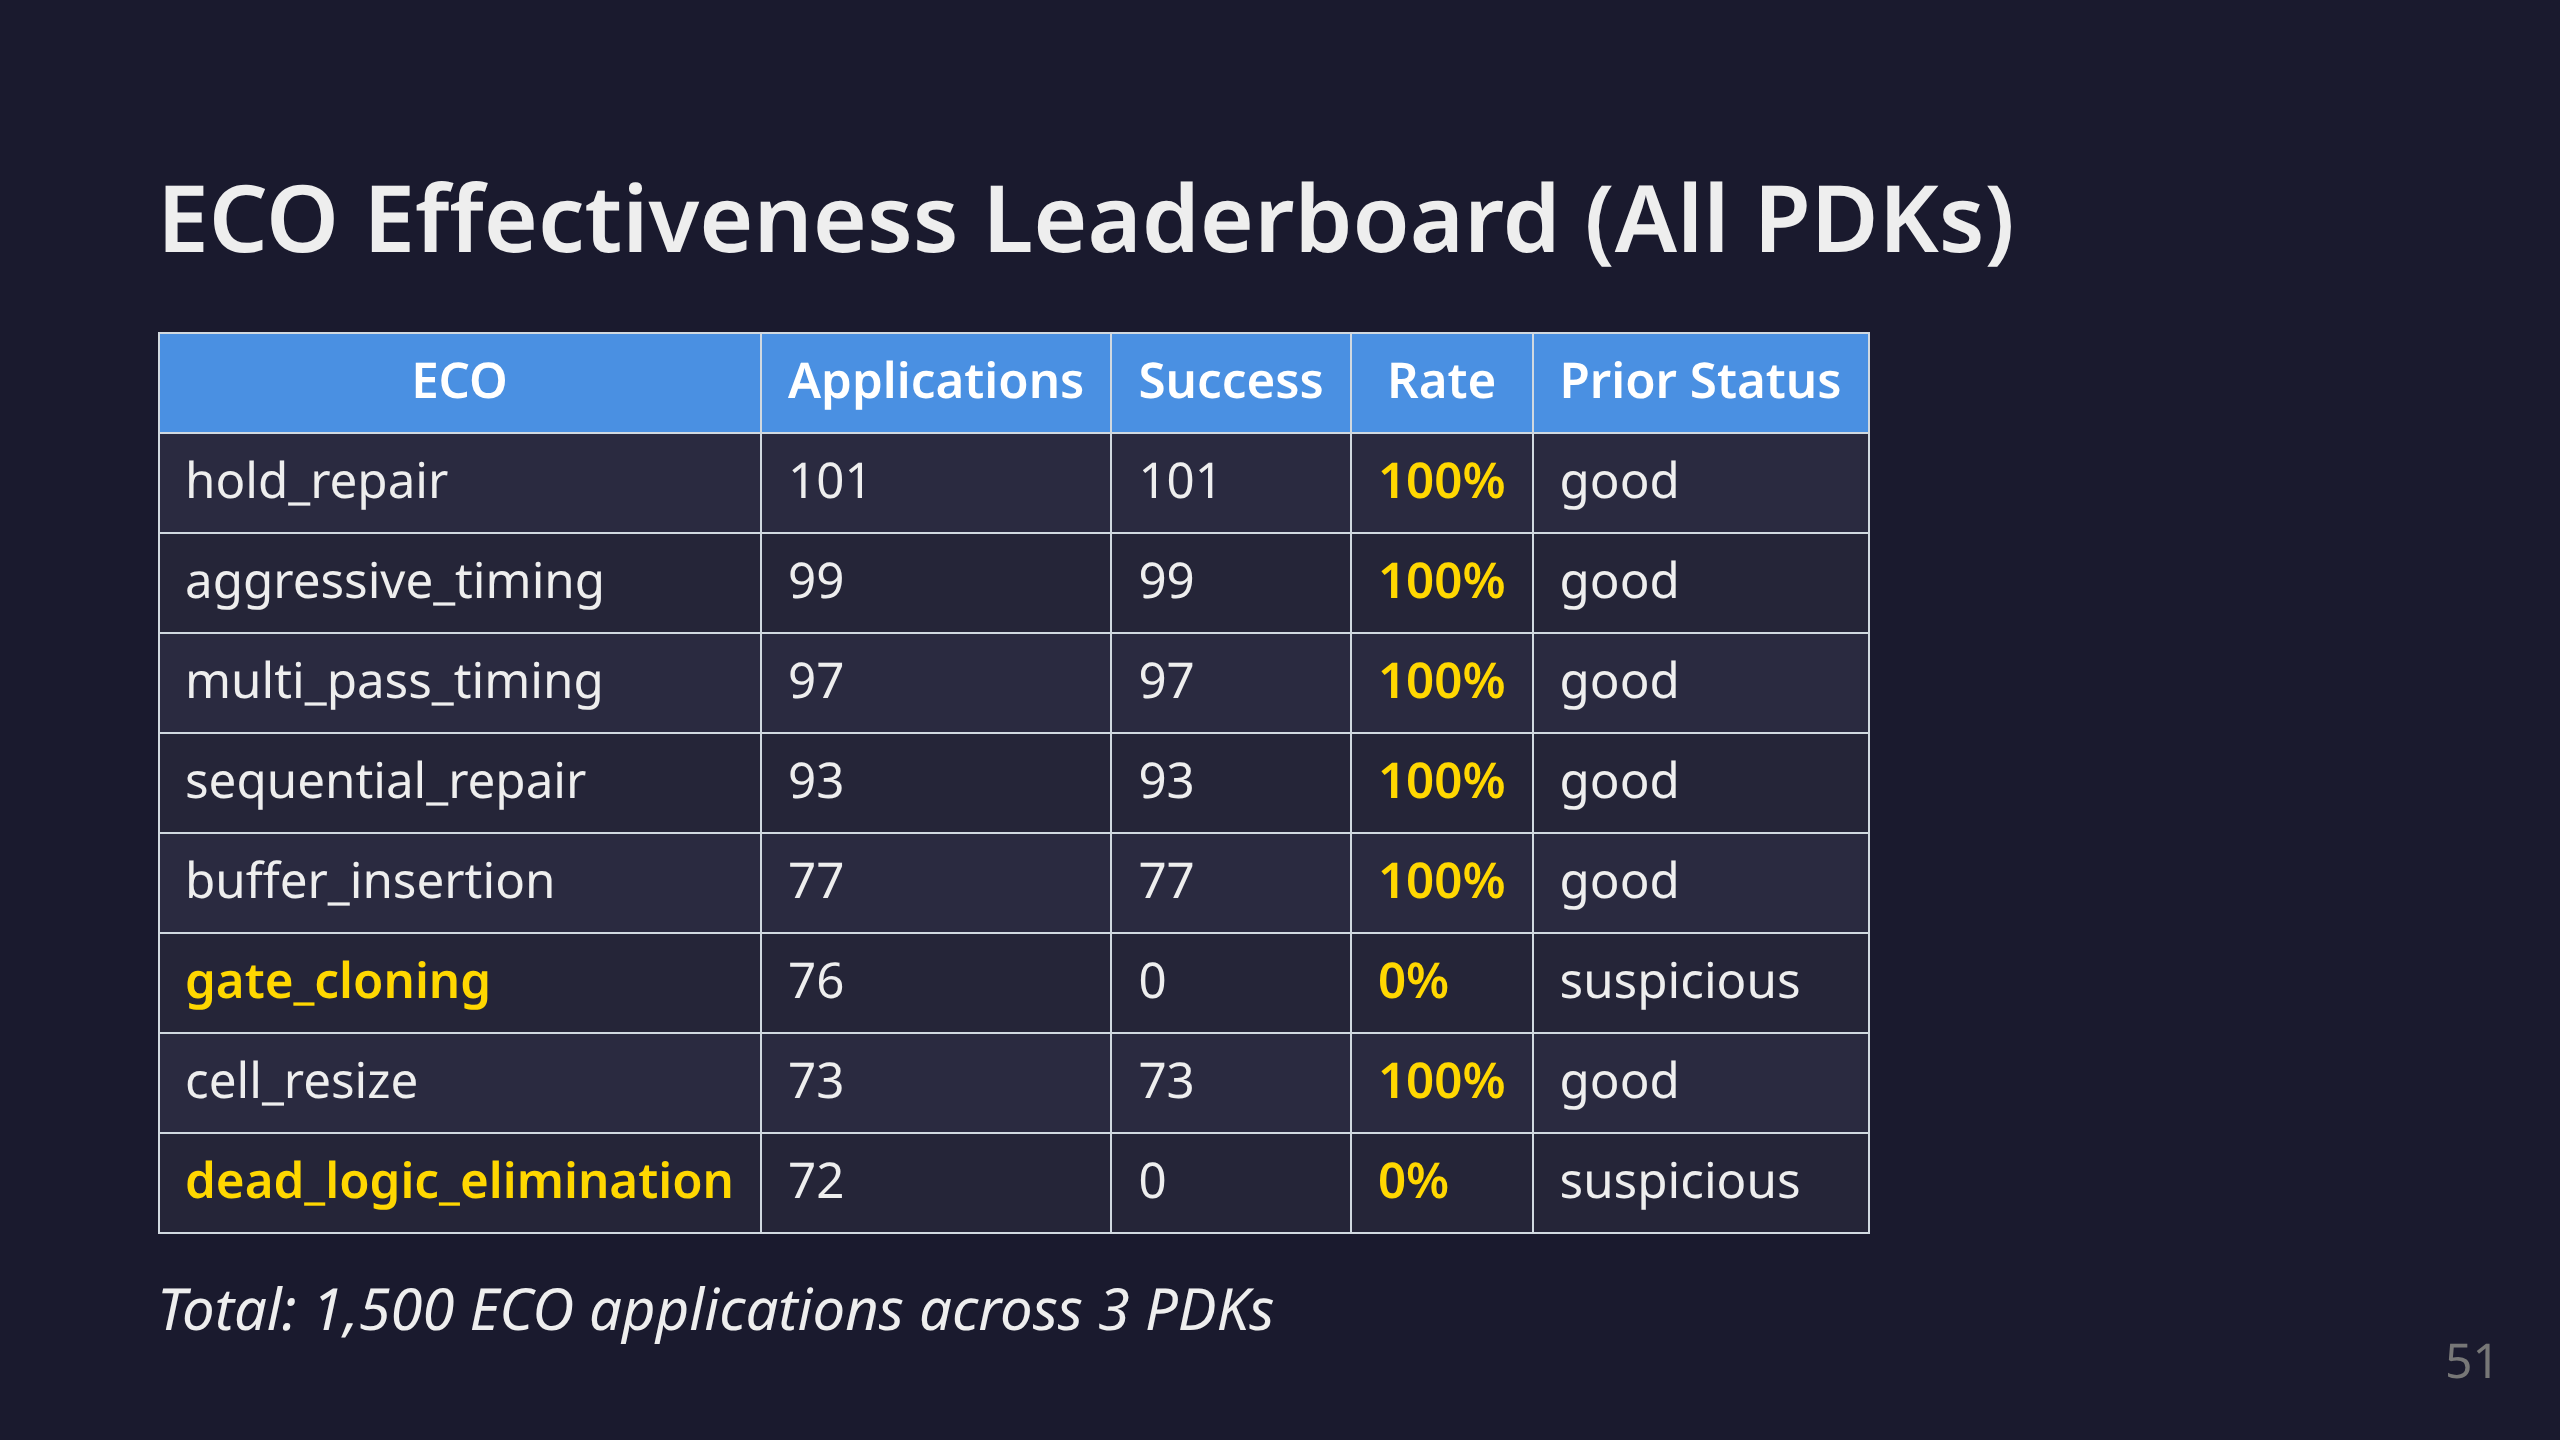 ECO Effectiveness Leaderboard (All PDKs)
ECO Applications Success Rate Prior Status
hold_repair 101 101 100% good
aggressive_timing 99 99 100% good
multi_pass_timing 97 97 100% good
sequential_repair 93 93 100% good
buffer_insertion 77 77 100% good
gate_cloning 76 0 0% suspicious
cell_resize 73 73 100% good
dead_logic_elimination 72 0 0% suspicious
Total: 1,500 ECO applications across 3 PDKs
51